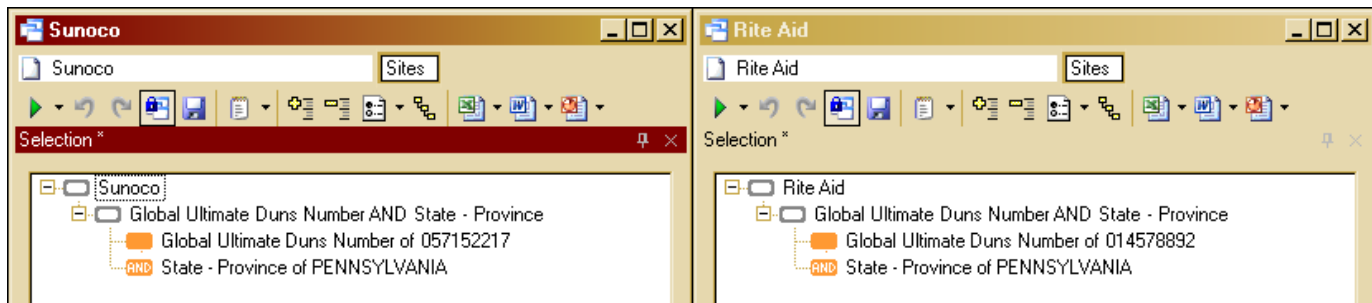 Sunoco
Sunoco Sites
Selection *
Sunoco
Global Ultimate Duns Number AND State - Province
Global Ultimate Duns Number of 057152217
AND State - Province of PENNSYLVANIA
Rite Aid
Rite Aid Sites
Selection *
Rite Aid
Global Ultimate Duns Number AND State - Province
Global Ultimate Duns Number of 014578892
AND State - Province of PENNSYLVANIA